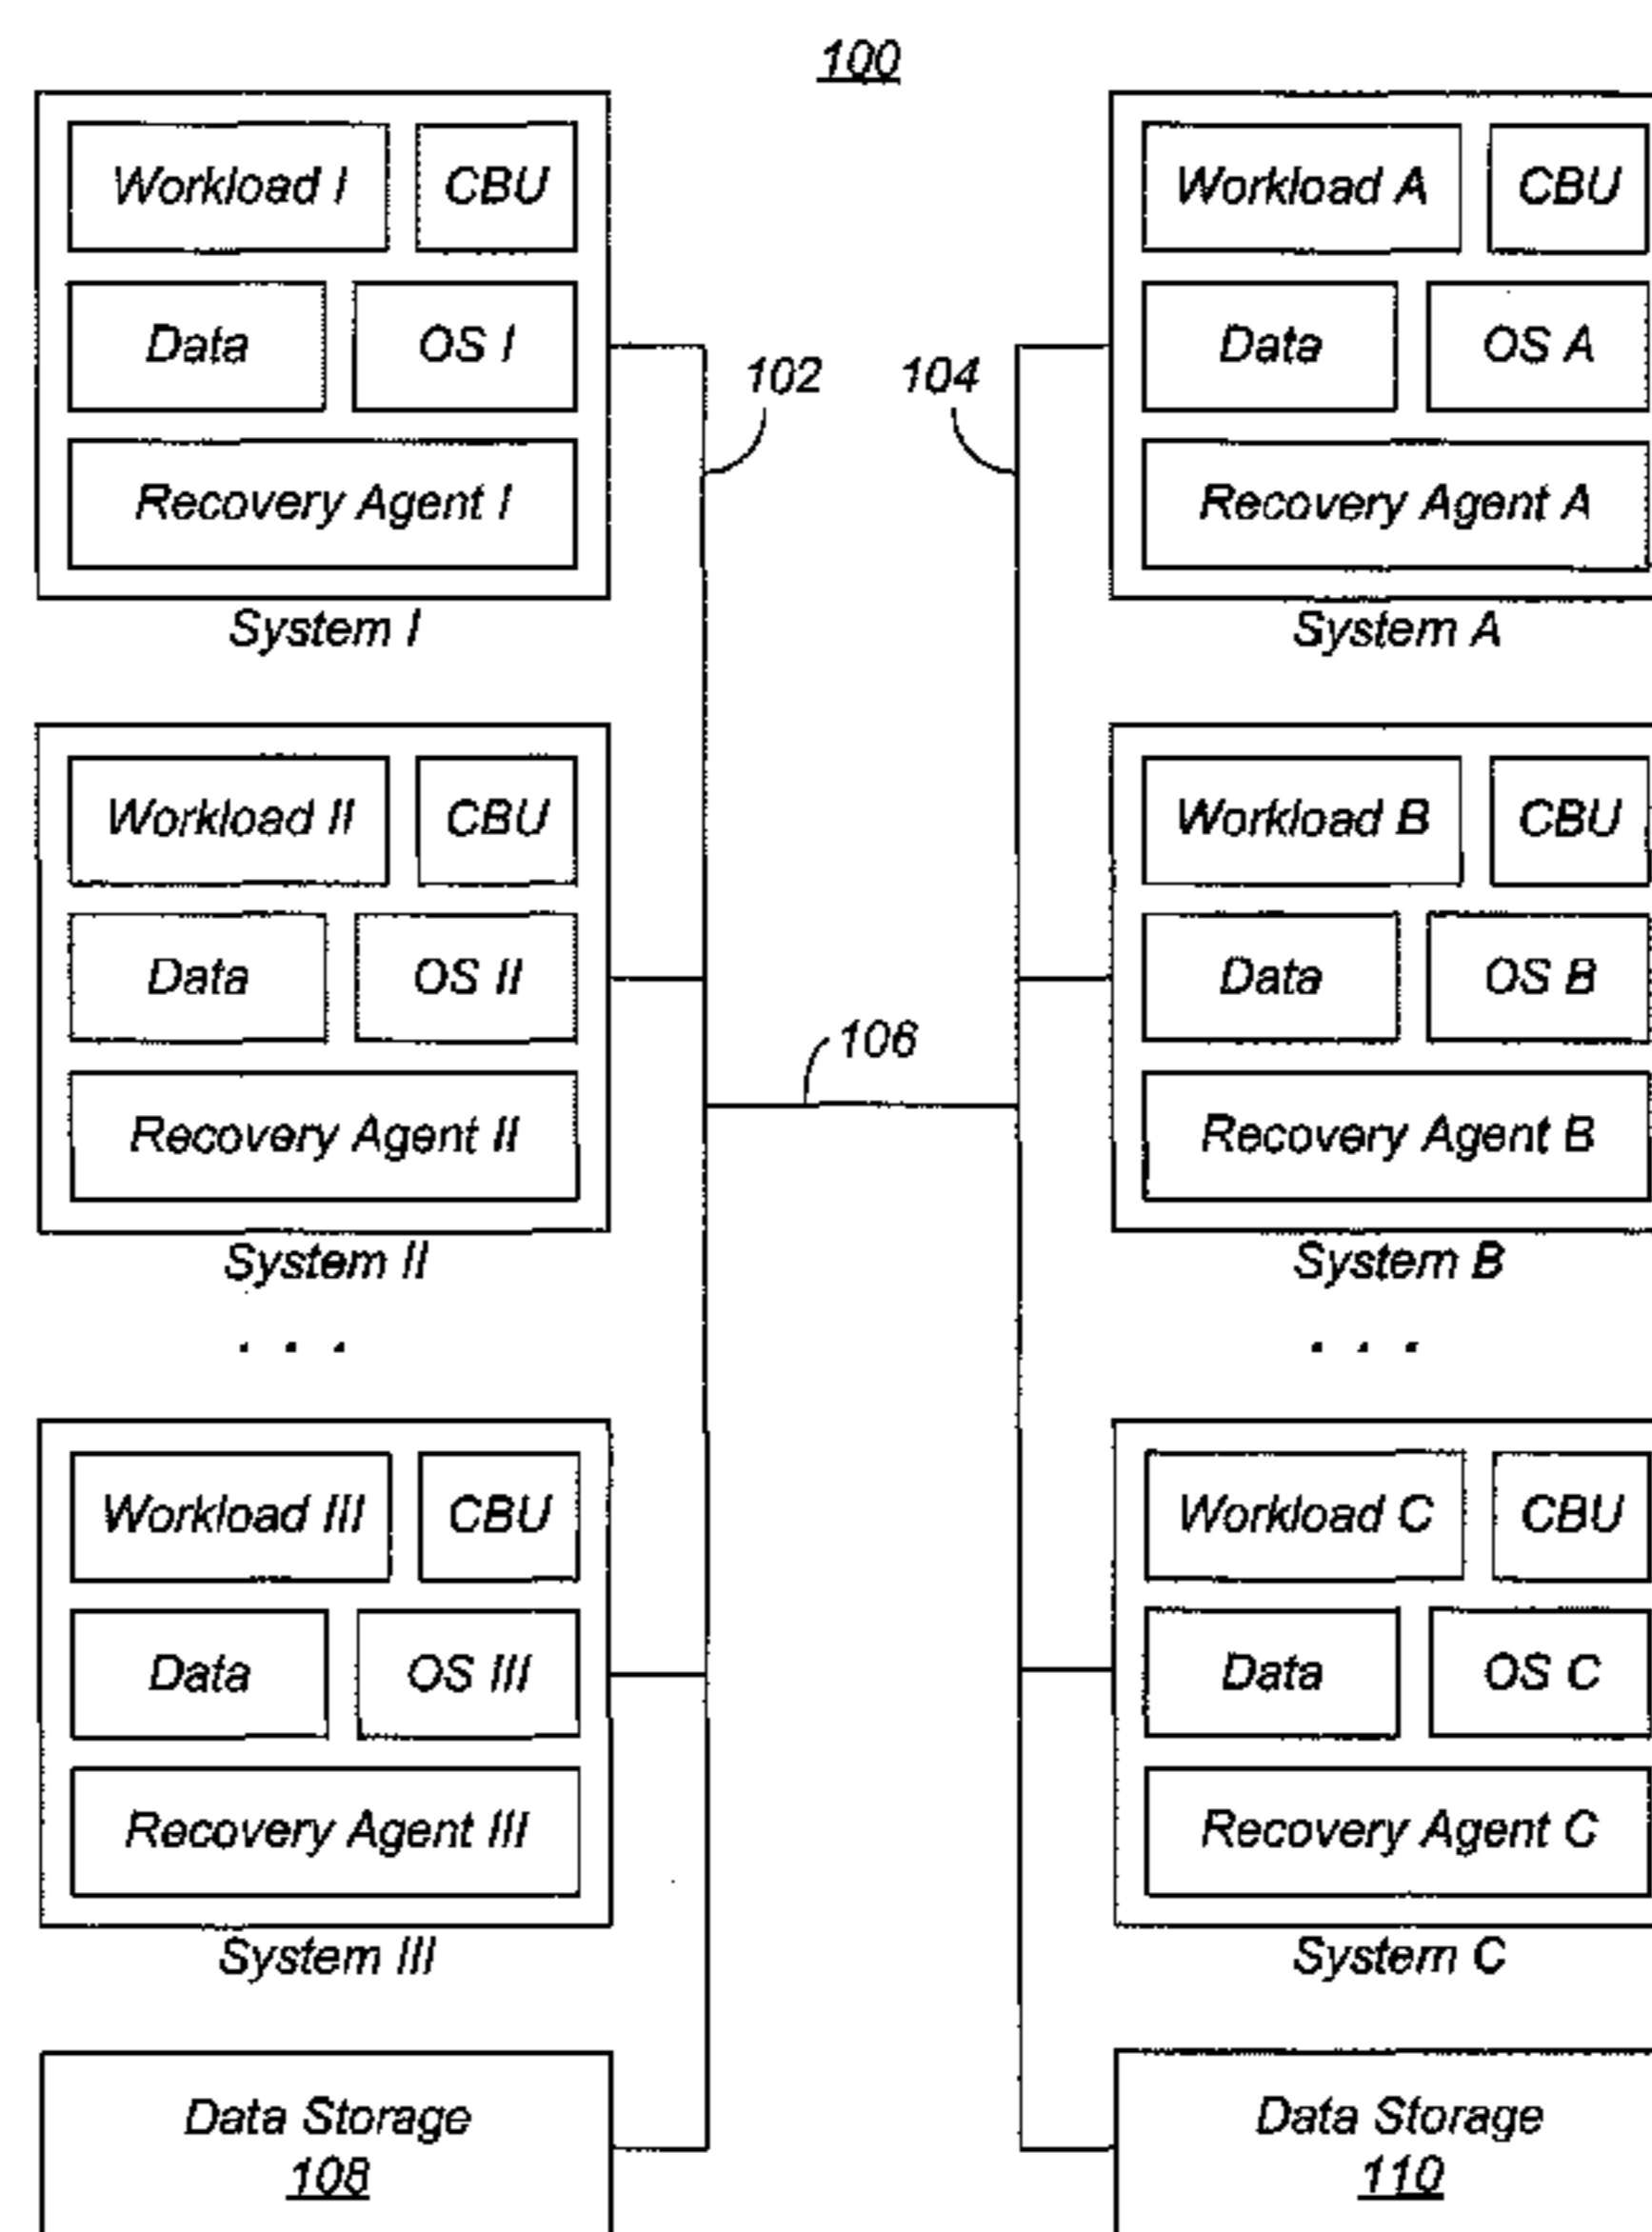 100
Workload I
CBU
Data
OS I
Recovery Agent I
System I
Workload A
CBU
Data
OS A
Recovery Agent A
System A
102
104
Workload II
CBU
Data
OS II
Recovery Agent II
System II
106
Workload B
CBU
Data
OS B
Recovery Agent B
System B
. . .
. . .
Workload III
CBU
Data
OS III
Recovery Agent III
System III
Workload C
CBU
Data
OS C
Recovery Agent C
System C
Data Storage
108
Data Storage
110